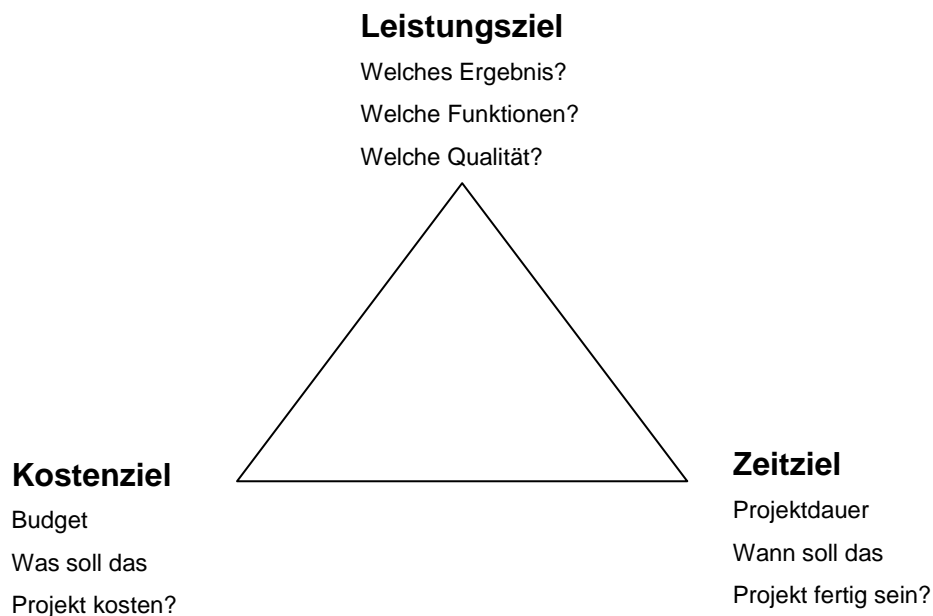 Leistungsziel
Welches Ergebnis?
Welche Funktionen?
Welche Qualität?
Kostenziel
Budget
Was soll das
Projekt kosten?
Zeitziel
Projektdauer
Wann soll das
Projekt fertig sein?